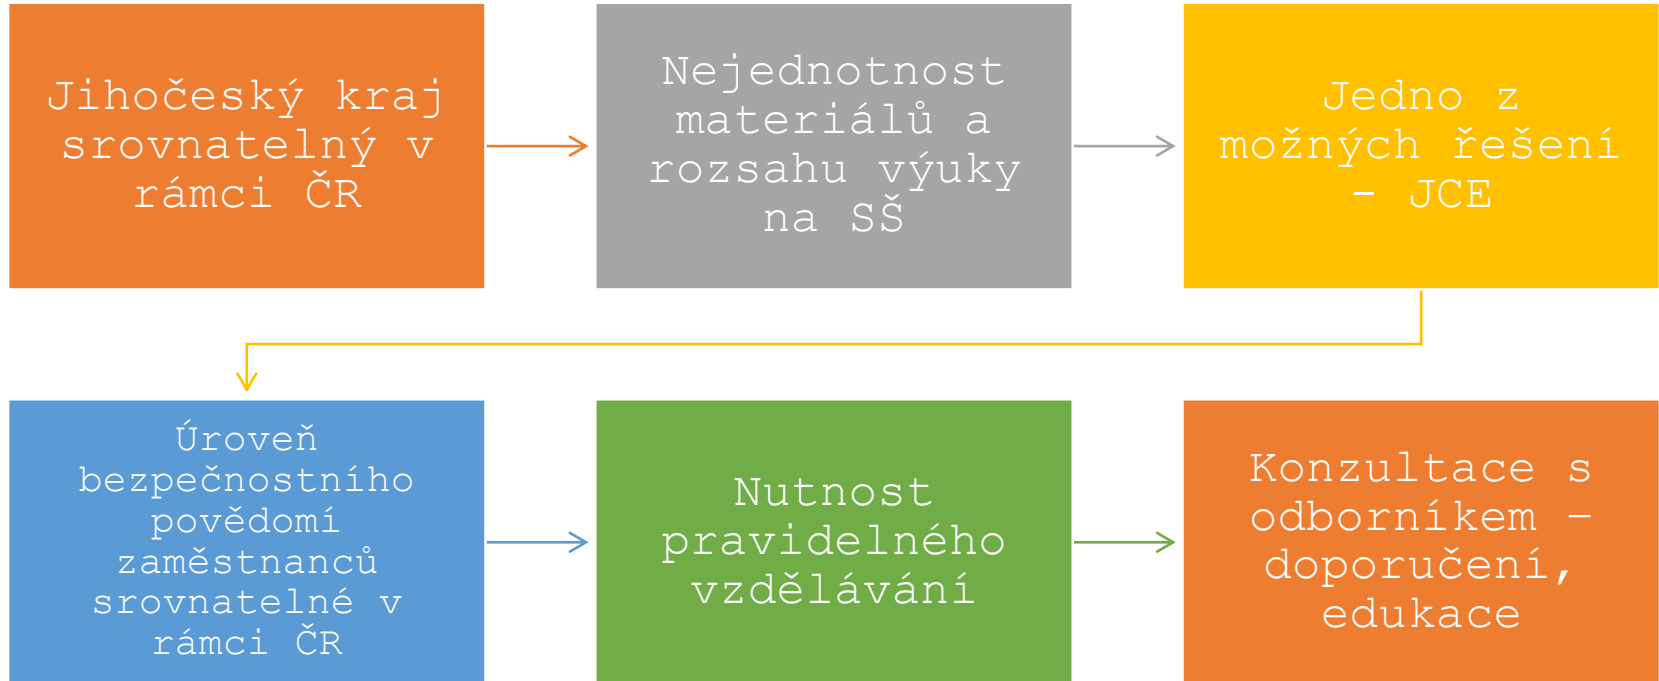 Jihočeský kraj
srovnatelný v
rámci ČR
Nejednotnost
materiálů a
rozsahu výuky
na SŠ
Jedno z
možných řešení
- JCE
Úroveň
bezpečnostního
povědomí
zaměstnanců
srovnatelné v
rámci ČR
Nutnost
pravidelného
vzdělávání
Konzultace s
odborníkem –
doporučení,
edukace